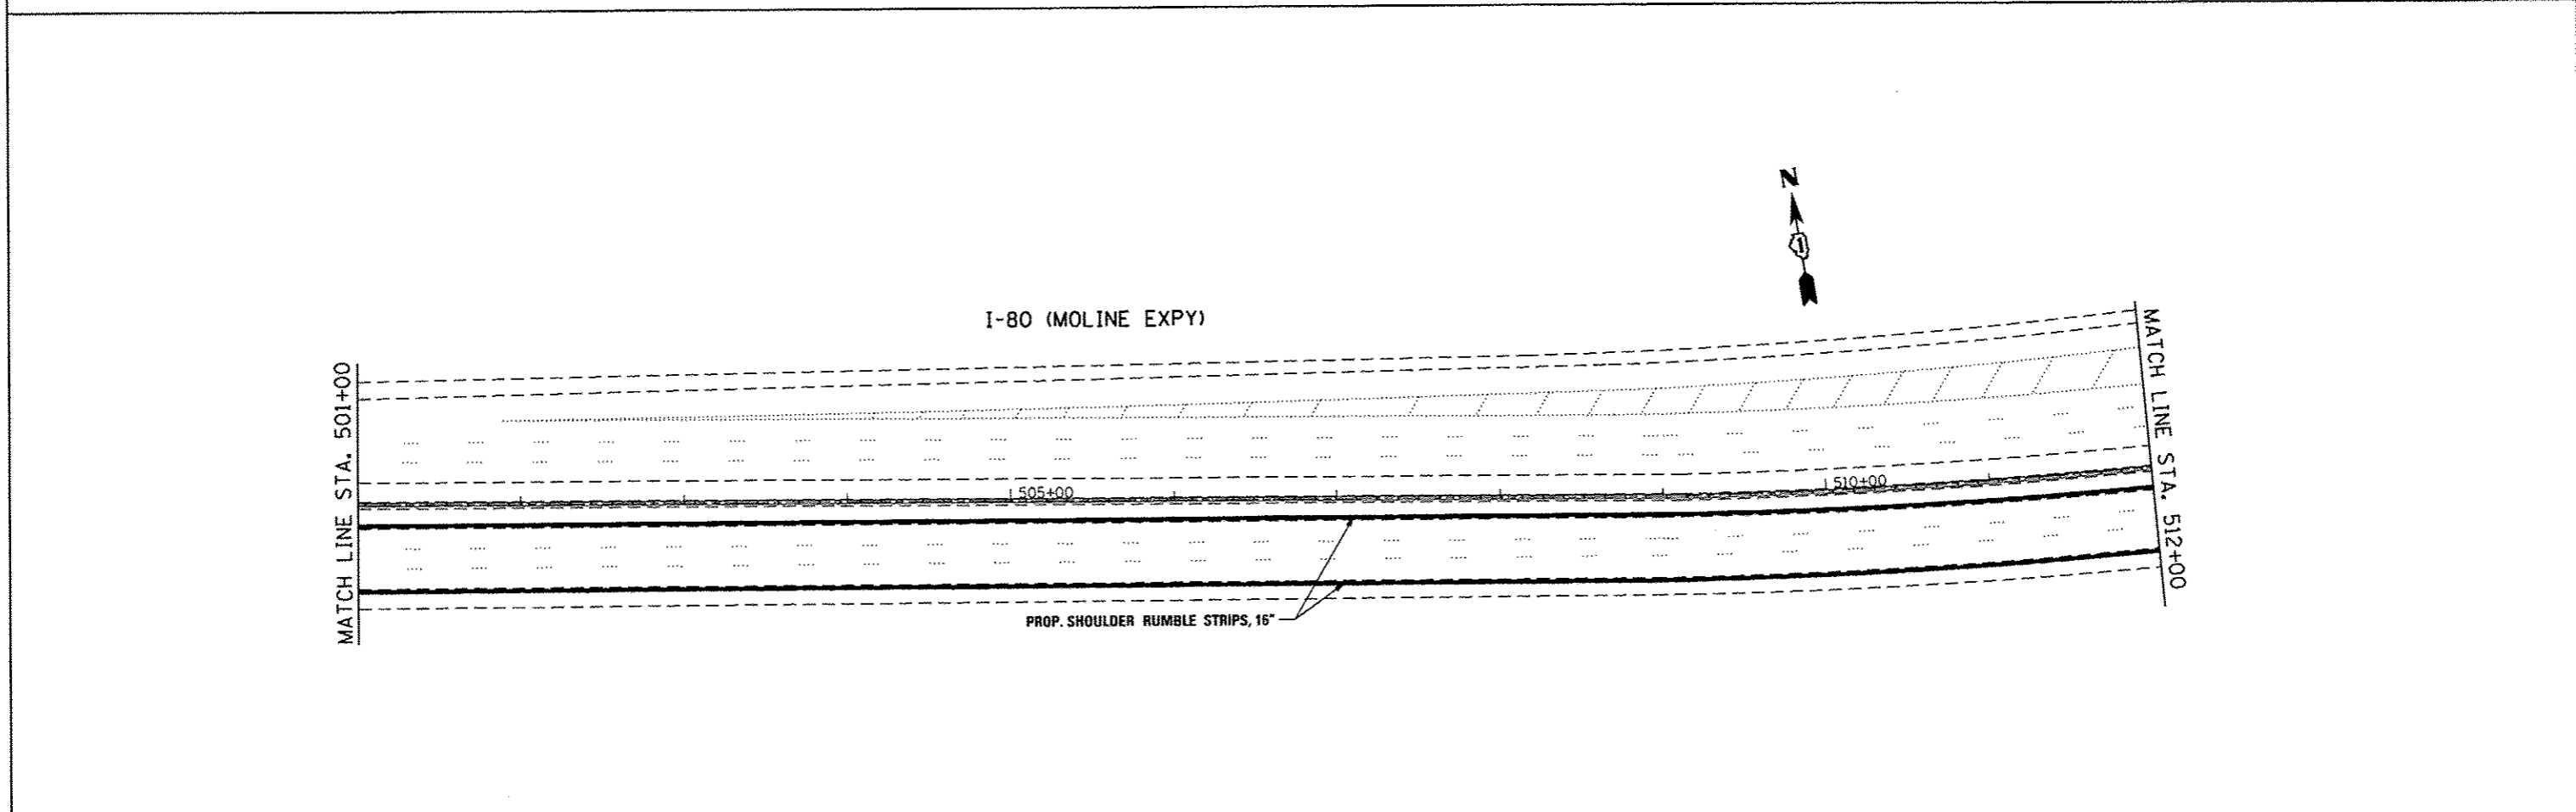 N
1
I-80 (MOLINE EXPY)
MATCH LINE STA. 501+00
505+00
510+00
MATCH LINE STA. 512+00
PROP. SHOULDER RUMBLE STRIPS, 16"